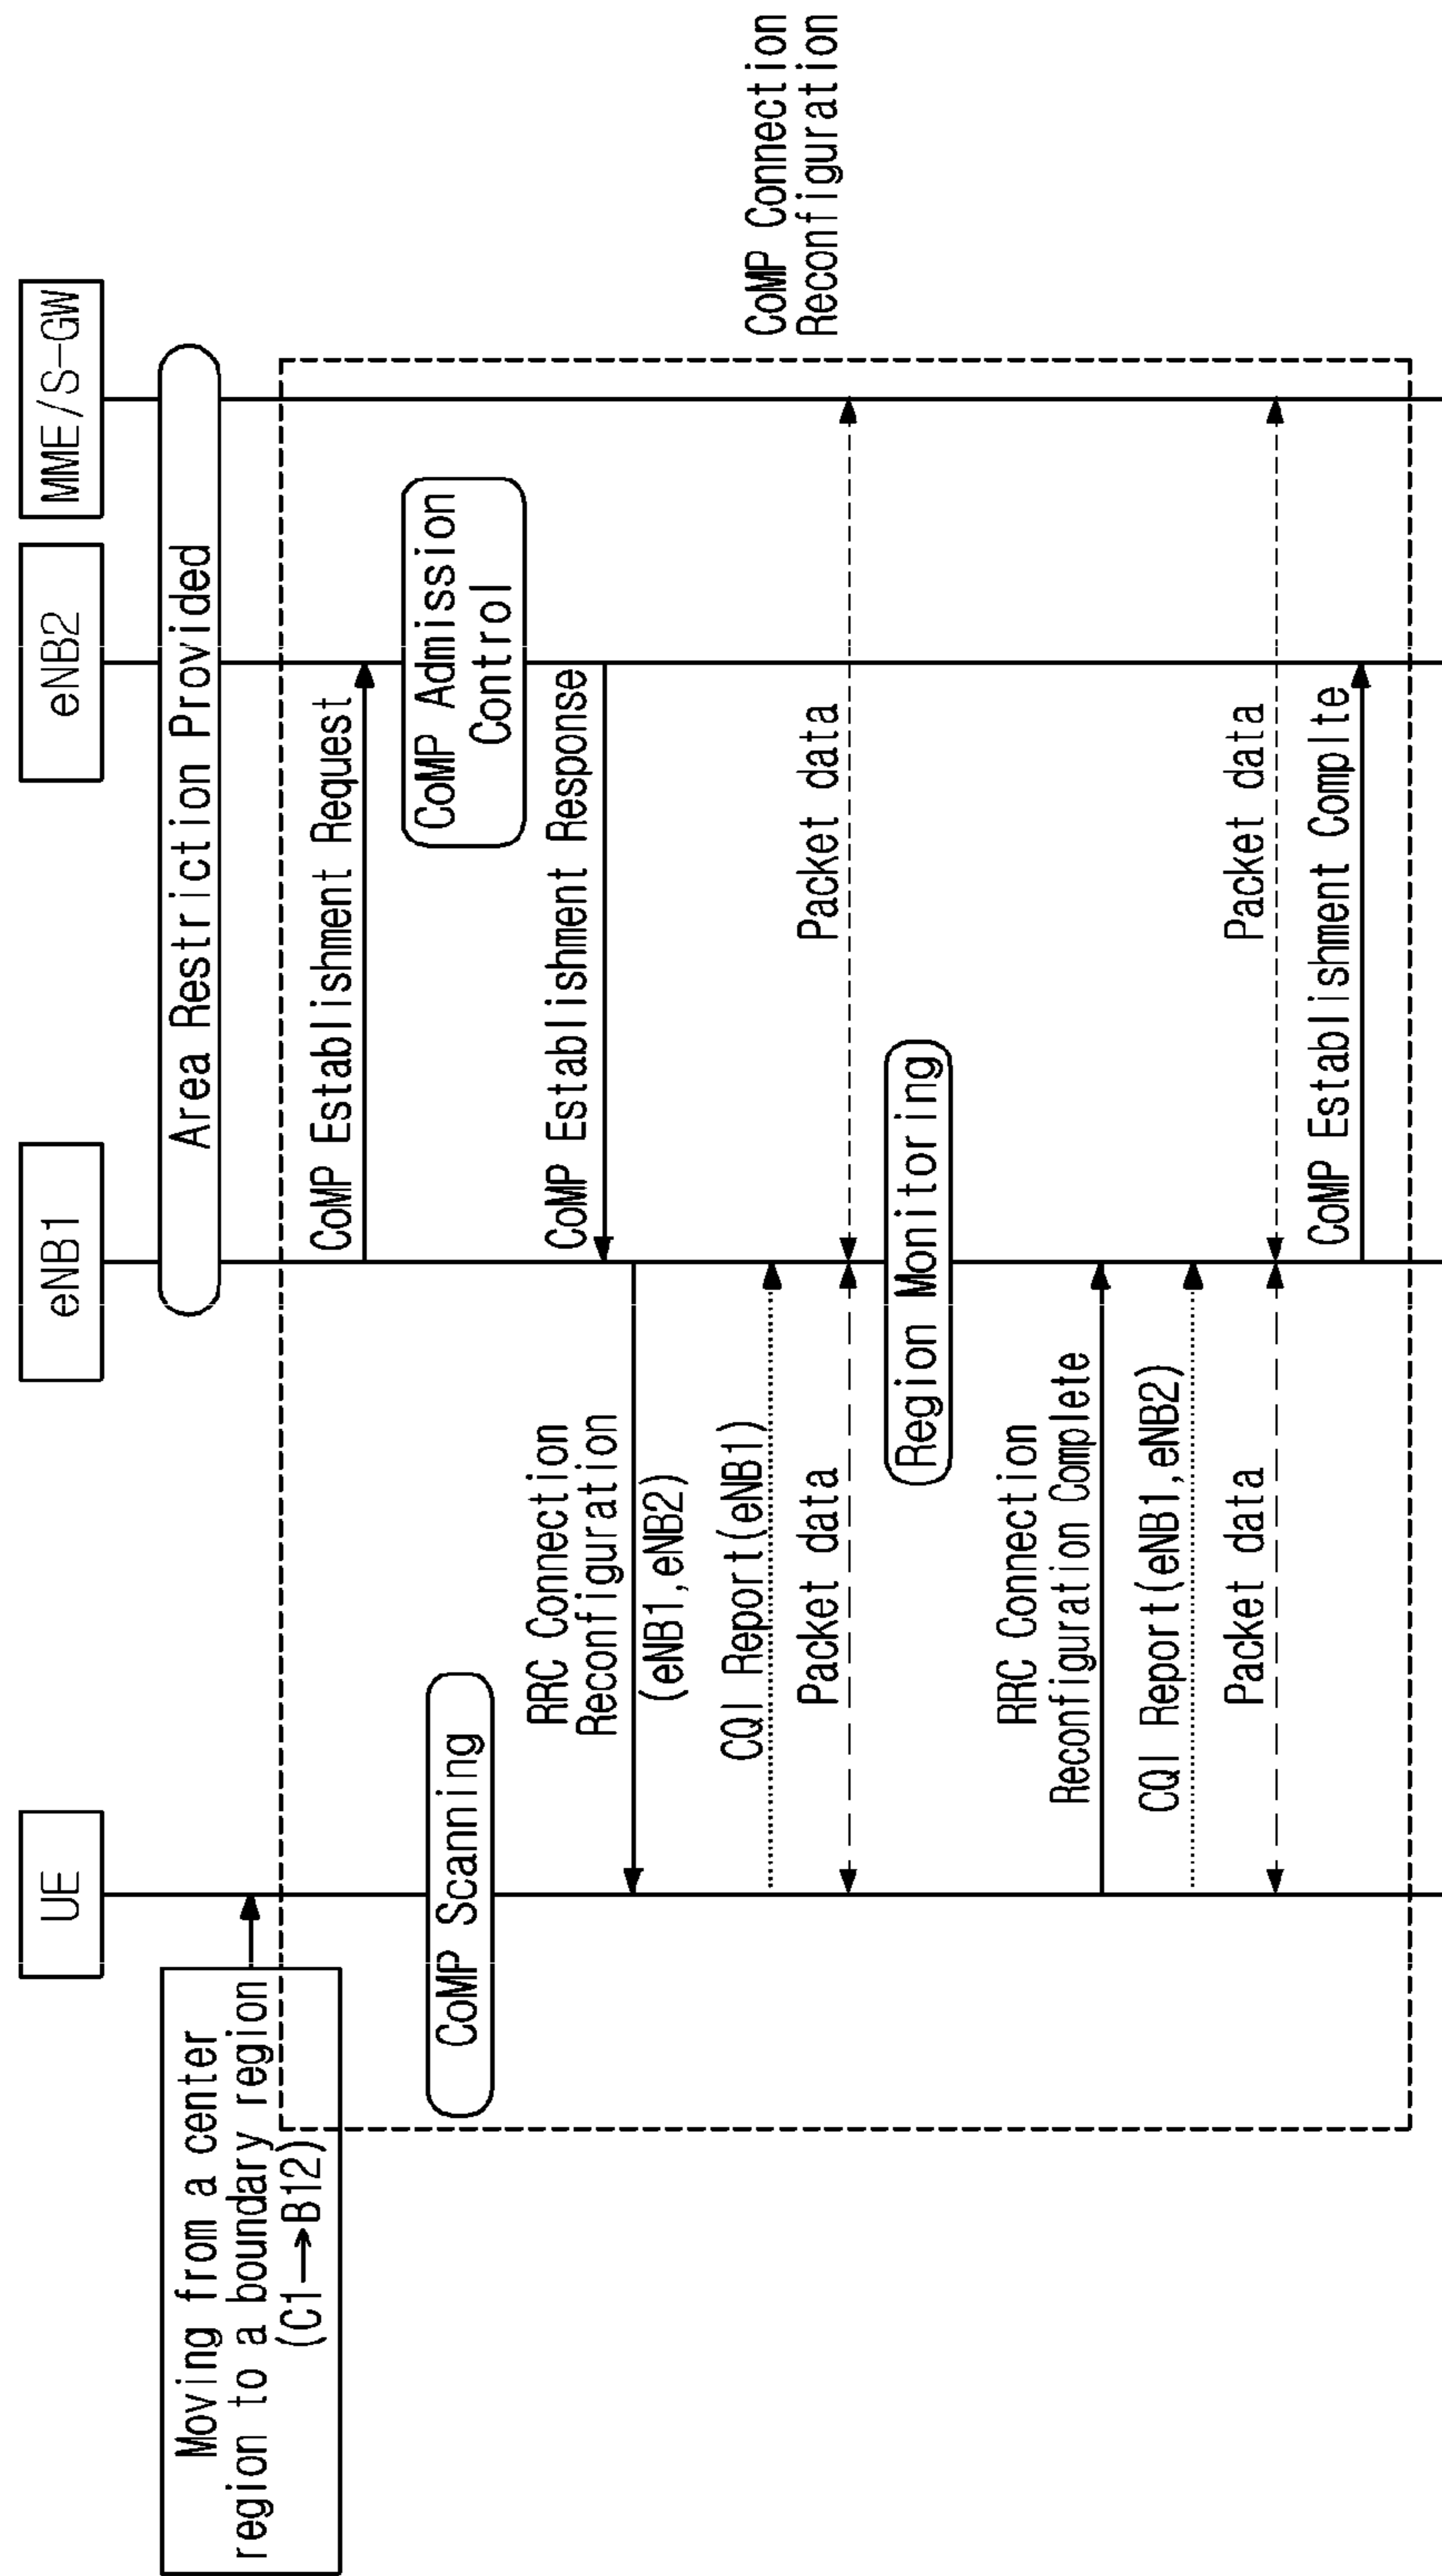 UE
eNB1
eNB2
MME/S-GW
Area Restriction Provided
Moving from a center
region to a boundary region
(C1→B12)
CoMP Establishment Request
CoMP Scanning
CoMP Admission
Control
CoMP Establishment Response
RRC Connection
Reconfiguration
(eNB1,eNB2)
CQI Report(eNB1)
Packet data
Packet data
CoMP Connection
Reconfiguration
Region Monitoring
RRC Connection
Reconfiguration Complete
CQI Report(eNB1,eNB2)
Packet data
Packet data
CoMP Establishment Complte